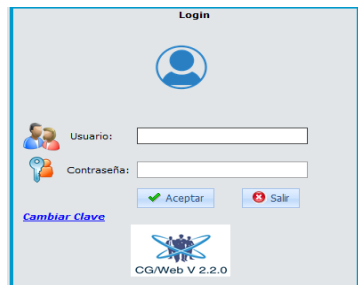 Login
Usuario:
Contraseña:
Aceptar Salir
Cambiar Clave
CG/Web V 2.2.0